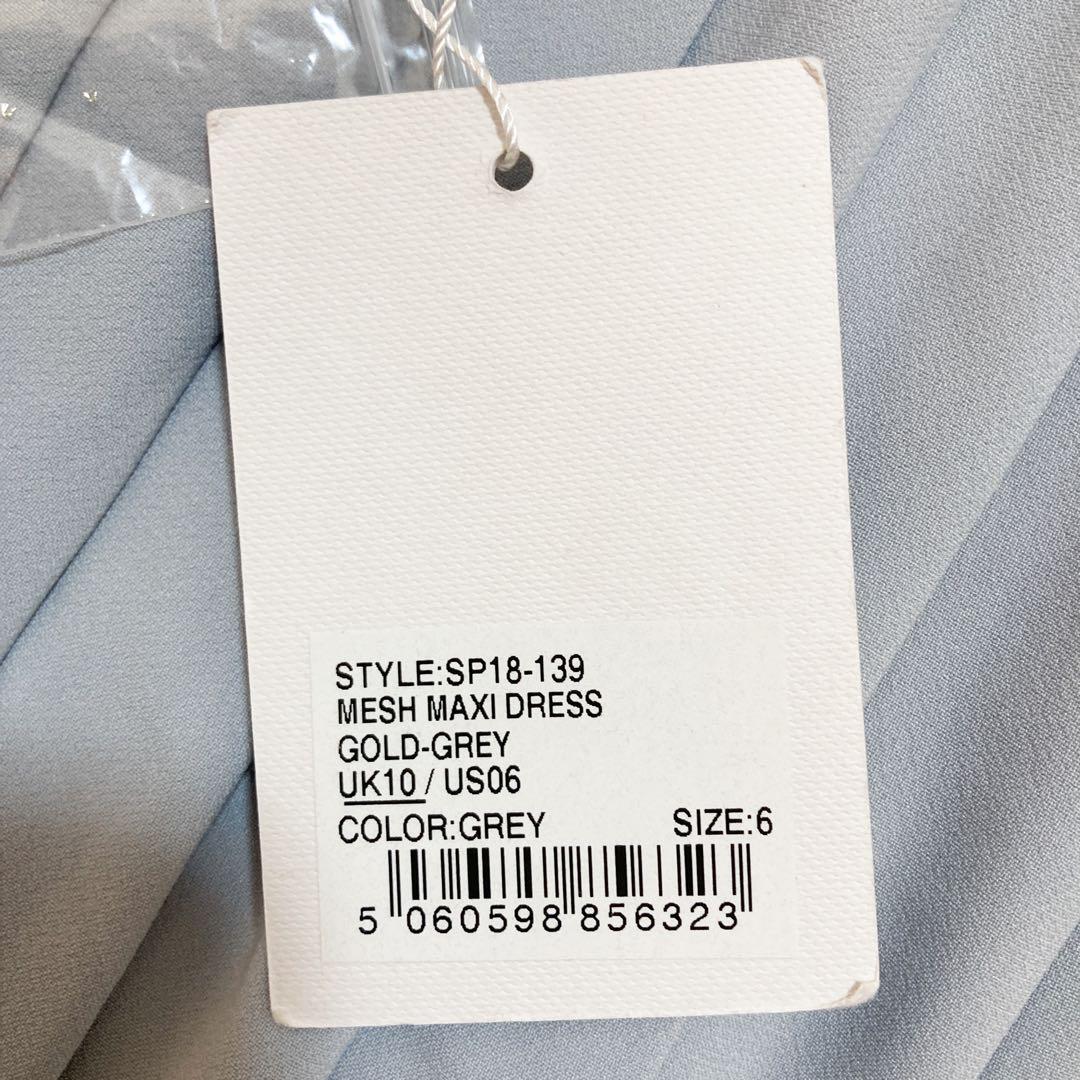 STYLE:SP18-139
MESH MAXI DRESS
GOLD-GREY
UK10 / US06
COLOR:GREY SIZE:6
5 060598 856323